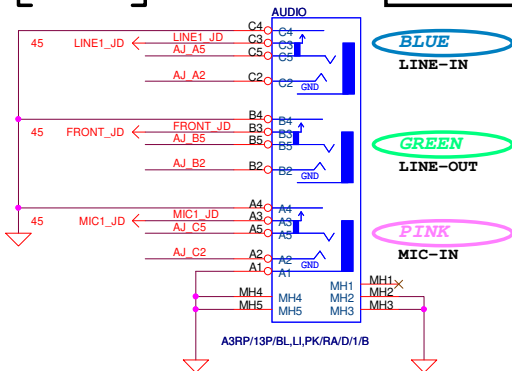 AUDIO
C4 C4
45 LINE1_JD LINE1_JD C3 C3
AJ_A5 C5 C5
BLUE
LINE-IN
AJ_A2 C2 C2
GND
B4 B4
45 FRONT_JD FRONT_JD B3 B3
AJ_B5 B5 B5
GREEN
LINE-OUT
AJ_B2 B2 B2
GND
A4 A4
45 MIC1_JD MIC1_JD A3 A3
AJ_C5 A5 A5
PINK
MIC-IN
AJ_C2 A2 A2
GND
A1 A1
MH1 MH1
MH4 MH4 MH2 MH2
MH5 MH5 MH3 MH3
A3RP/13P/BL,LI,PK/RA/D/1/B